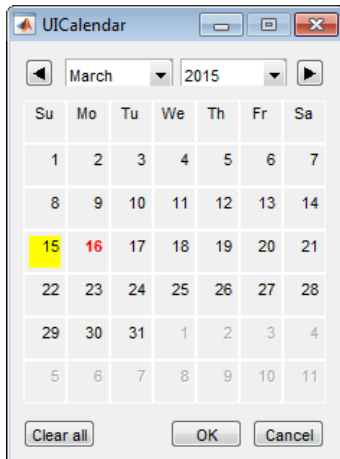 UICalendar
March 2015
Su Mo Tu We Th Fr Sa
1 2 3 4 5 6 7
8 9 10 11 12 13 14
15 16 17 18 19 20 21
22 23 24 25 26 27 28
29 30 31 1 2 3 4
5 6 7 8 9 10 11
Clear all OK Cancel